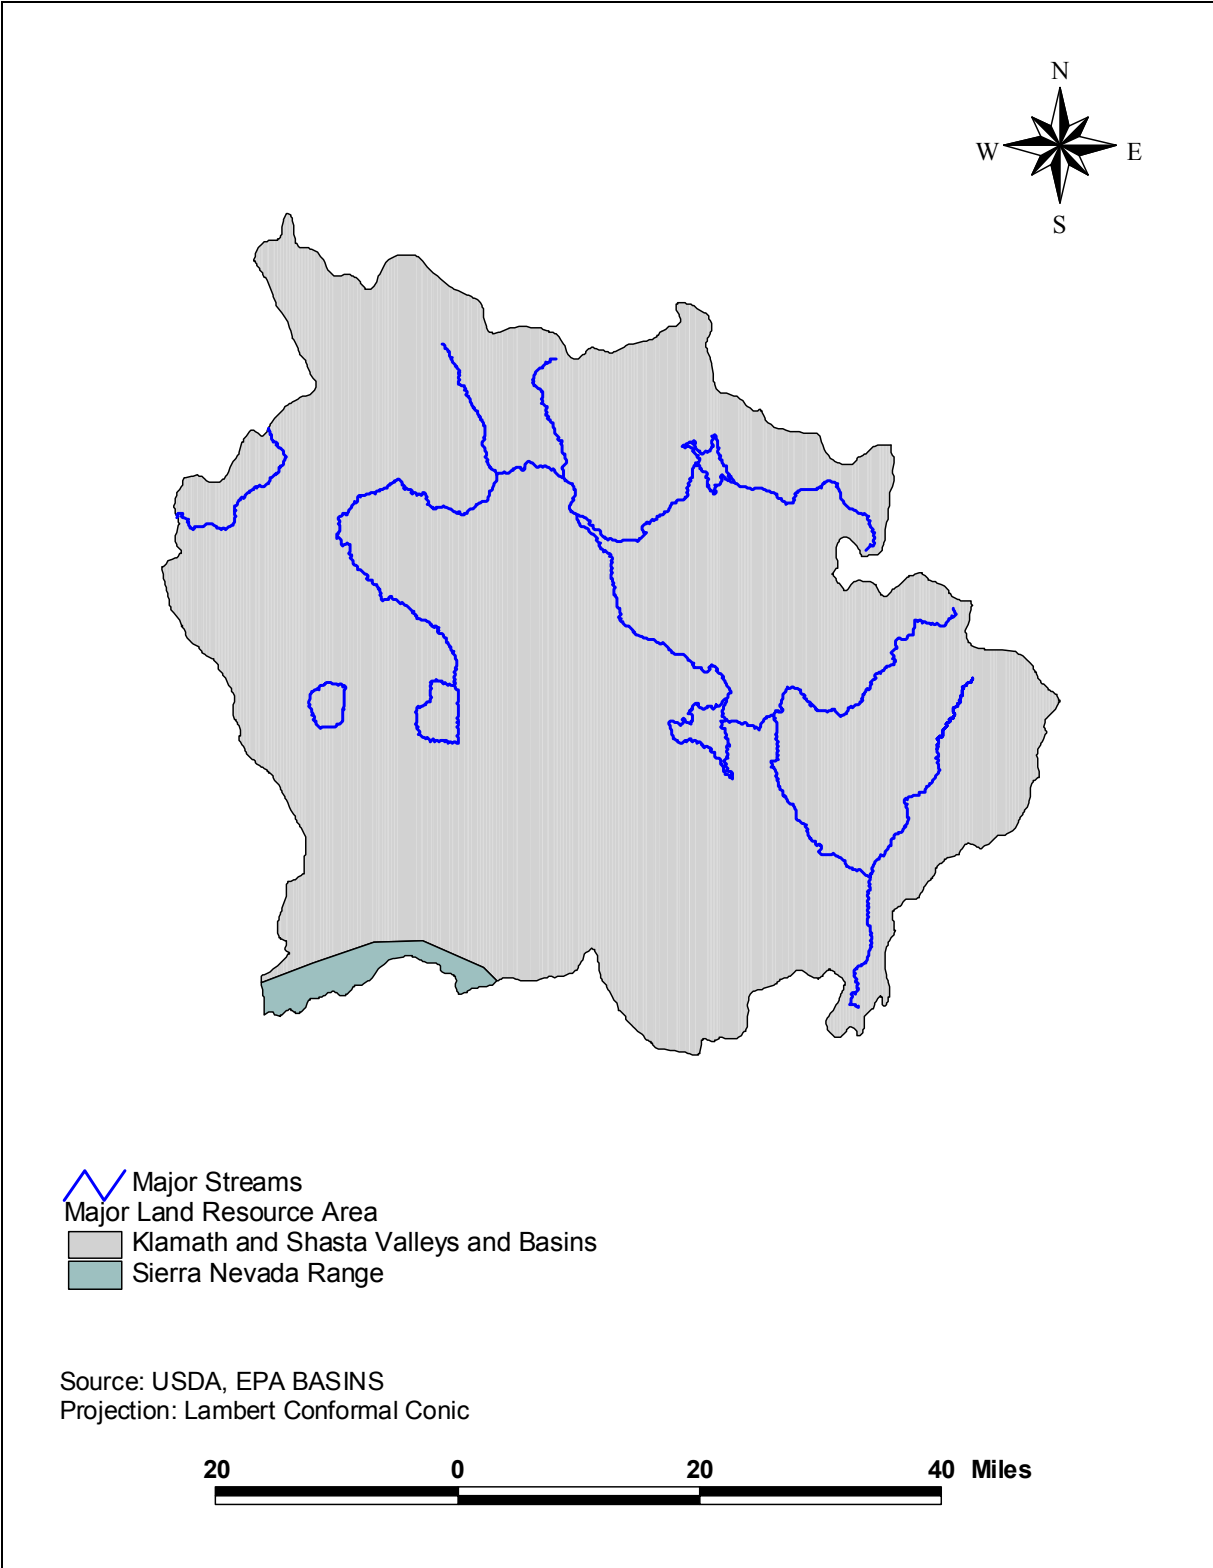 N
W E
S
Major Streams
Major Land Resource Area
Klamath and Shasta Valleys and Basins
Sierra Nevada Range
Source: USDA, EPA BASINS
Projection: Lambert Conformal Conic
20 0 20 40 Miles